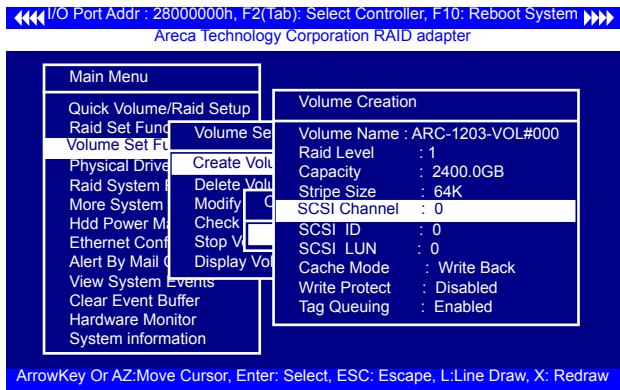 I/O Port Addr : 28000000h, F2(Tab): Select Controller, F10: Reboot System
Areca Technology Corporation RAID adapter
Main Menu
Quick Volume/Raid Setup
Raid Set Func
Volume Set Fu
Physical Drive
Raid System
More System
Hdd Power Ma
Ethernet Conf
Alert By Mail
View System Events
Clear Event Buffer
Hardware Monitor
System information
Volume Se
Create Volu
Delete Volu
Modify
Check
Stop V
Display Vol
Volume Creation
Volume Name : ARC-1203-VOL#000
Raid Level : 1
Capacity : 2400.0GB
Stripe Size : 64K
SCSI Channel : 0
SCSI ID : 0
SCSI LUN : 0
Cache Mode : Write Back
Write Protect : Disabled
Tag Queuing : Enabled
ArrowKey Or AZ:Move Cursor, Enter: Select, ESC: Escape, L:Line Draw, X: Redraw